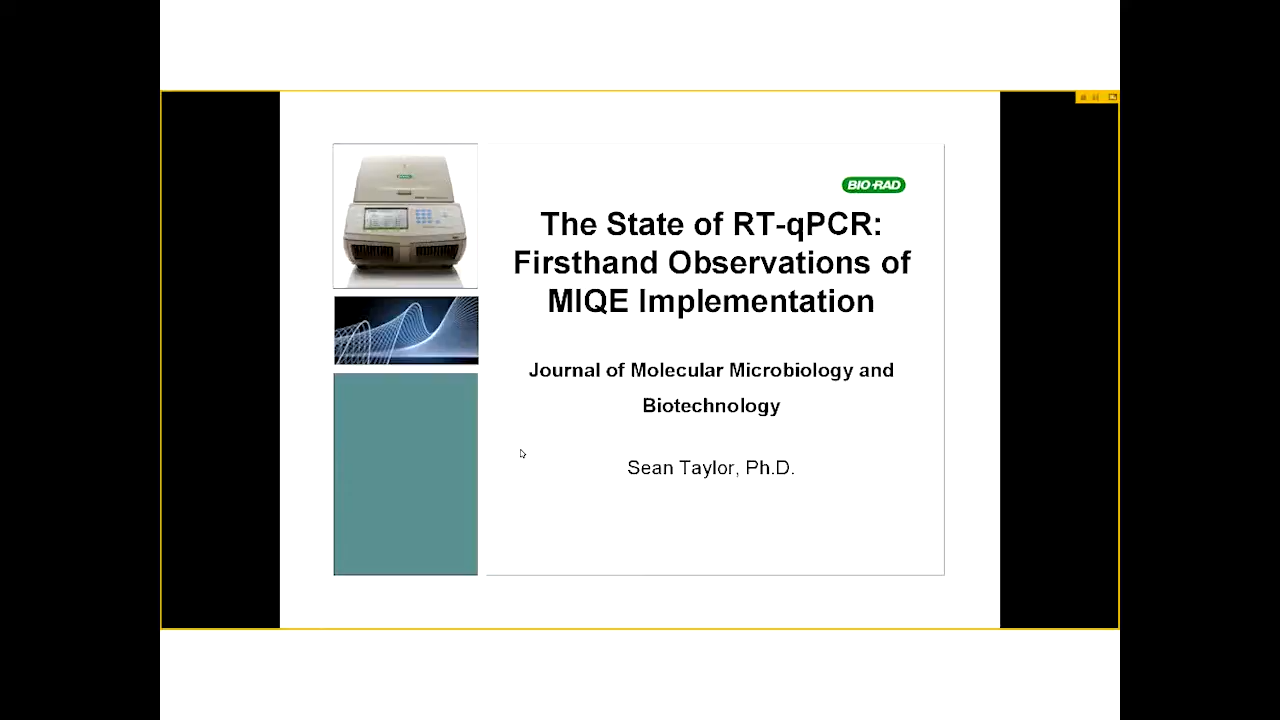 BIO-RAD
The State of RT-qPCR:
Firsthand Observations of
MIQE Implementation
Journal of Molecular Microbiology and
Biotechnology
Sean Taylor, Ph.D.